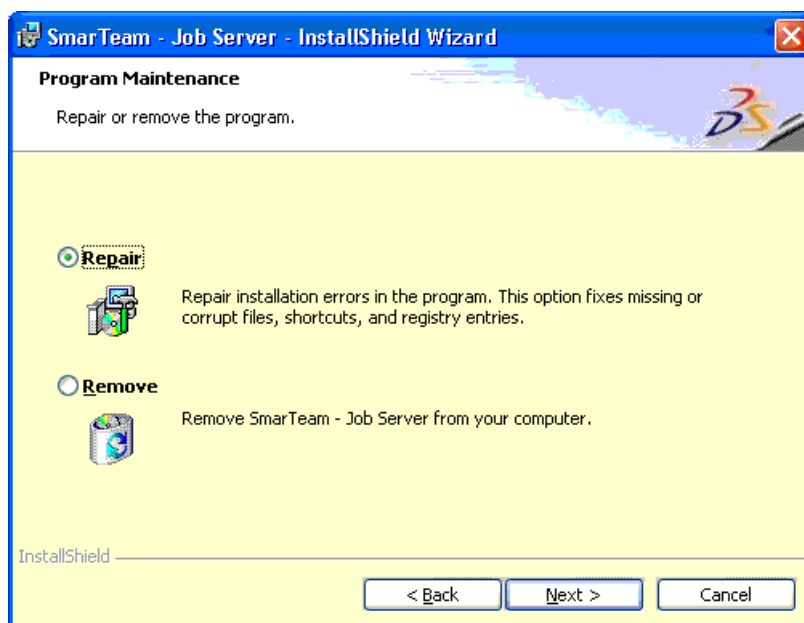 SmarTeam - Job Server - InstallShield Wizard
Program Maintenance
Repair or remove the program.
Repair
Repair installation errors in the program. This option fixes missing or
corrupt files, shortcuts, and registry entries.
Remove
Remove SmarTeam - Job Server from your computer.
InstallShield
< Back
Next >
Cancel